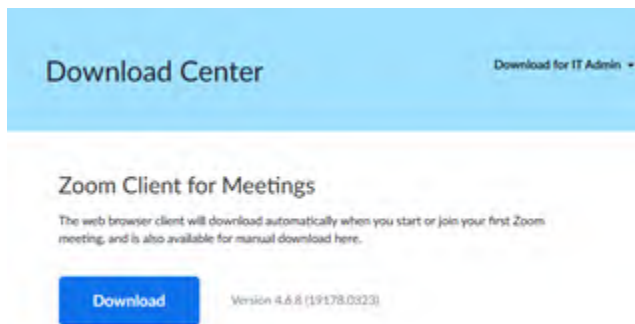 Download Center
Download for IT Admin
Zoom Client for Meetings
The web browser client will download automatically when you start or join your first Zoom
meeting, and is also available for manual download here.
Download
Version 4.6.8 (19178.0323)